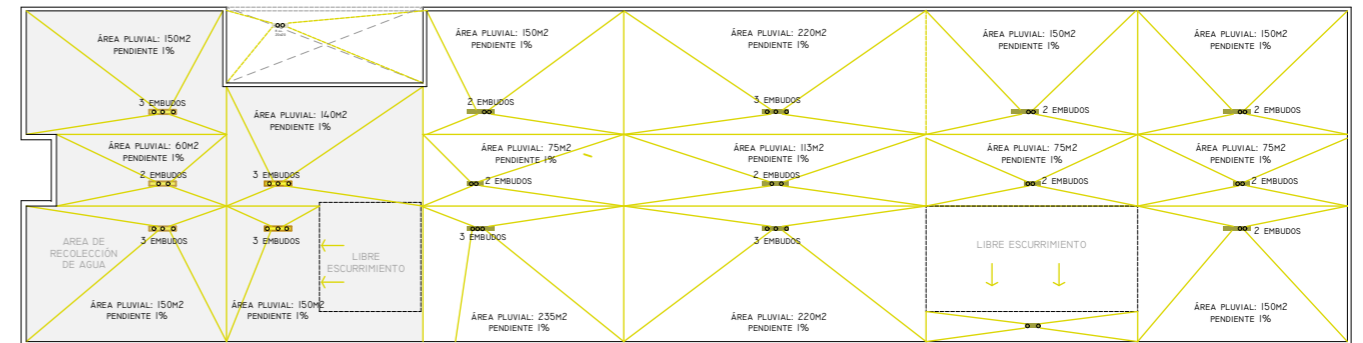 ÁREA PLUVIAL: 150M2
PENDIENTE 1%
3 EMBUDOS
ÁREA PLUVIAL: 140M2
PENDIENTE 1%
3 EMBUDOS
ÁREA PLUVIAL: 150M2
PENDIENTE 1%
2 EMBUDOS
ÁREA PLUVIAL: 220M2
PENDIENTE 1%
3 EMBUDOS
ÁREA PLUVIAL: 150M2
PENDIENTE 1%
2 EMBUDOS
ÁREA PLUVIAL: 150M2
PENDIENTE 1%
2 EMBUDOS
ÁREA PLUVIAL: 60M2
PENDIENTE 1%
2 EMBUDOS
ÁREA PLUVIAL: 75M2
PENDIENTE 1%
2 EMBUDOS
ÁREA PLUVIAL: 113M2
PENDIENTE 1%
2 EMBUDOS
ÁREA PLUVIAL: 75M2
PENDIENTE 1%
2 EMBUDOS
ÁREA PLUVIAL: 75M2
PENDIENTE 1%
2 EMBUDOS
AREA DE
RECOLECCIÓN
DE AGUA
3 EMBUDOS
ÁREA PLUVIAL: 150M2
PENDIENTE 1%
3 EMBUDOS
LIBRE
ESCURRIMIENTO
ÁREA PLUVIAL: 150M2
PENDIENTE 1%
3 EMBUDOS
ÁREA PLUVIAL: 235M2
PENDIENTE 1%
3 EMBUDOS
ÁREA PLUVIAL: 220M2
PENDIENTE 1%
LIBRE ESCURRIMIENTO
2 EMBUDOS
ÁREA PLUVIAL: 150M2
PENDIENTE 1%